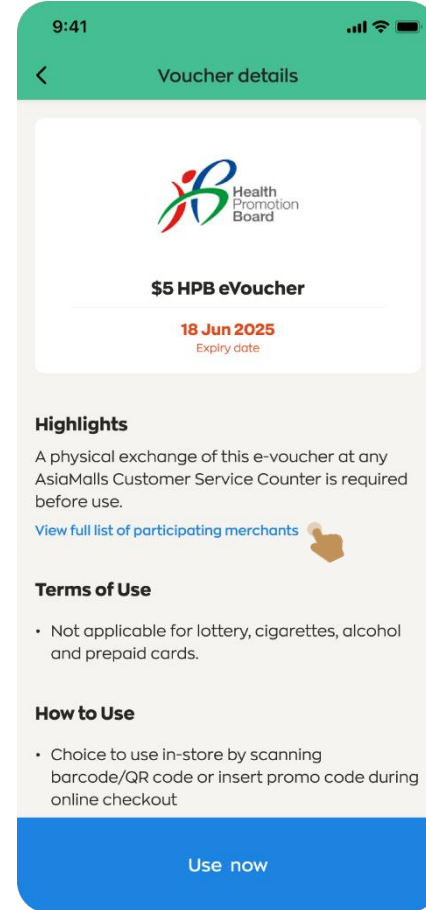 9:41
Voucher details
Health
Promotion
Board
$5 HPB eVoucher
18 Jun 2025
Expiry date
Highlights
A physical exchange of this e-voucher at any
AsiaMalls Customer Service Counter is required
before use.
View full list of participating merchants
Terms of Use
• Not applicable for lottery, cigarettes, alcohol
and prepaid cards.
How to Use
• Choice to use in-store by scanning
barcode/QR code or insert promo code during
online checkout
Use now